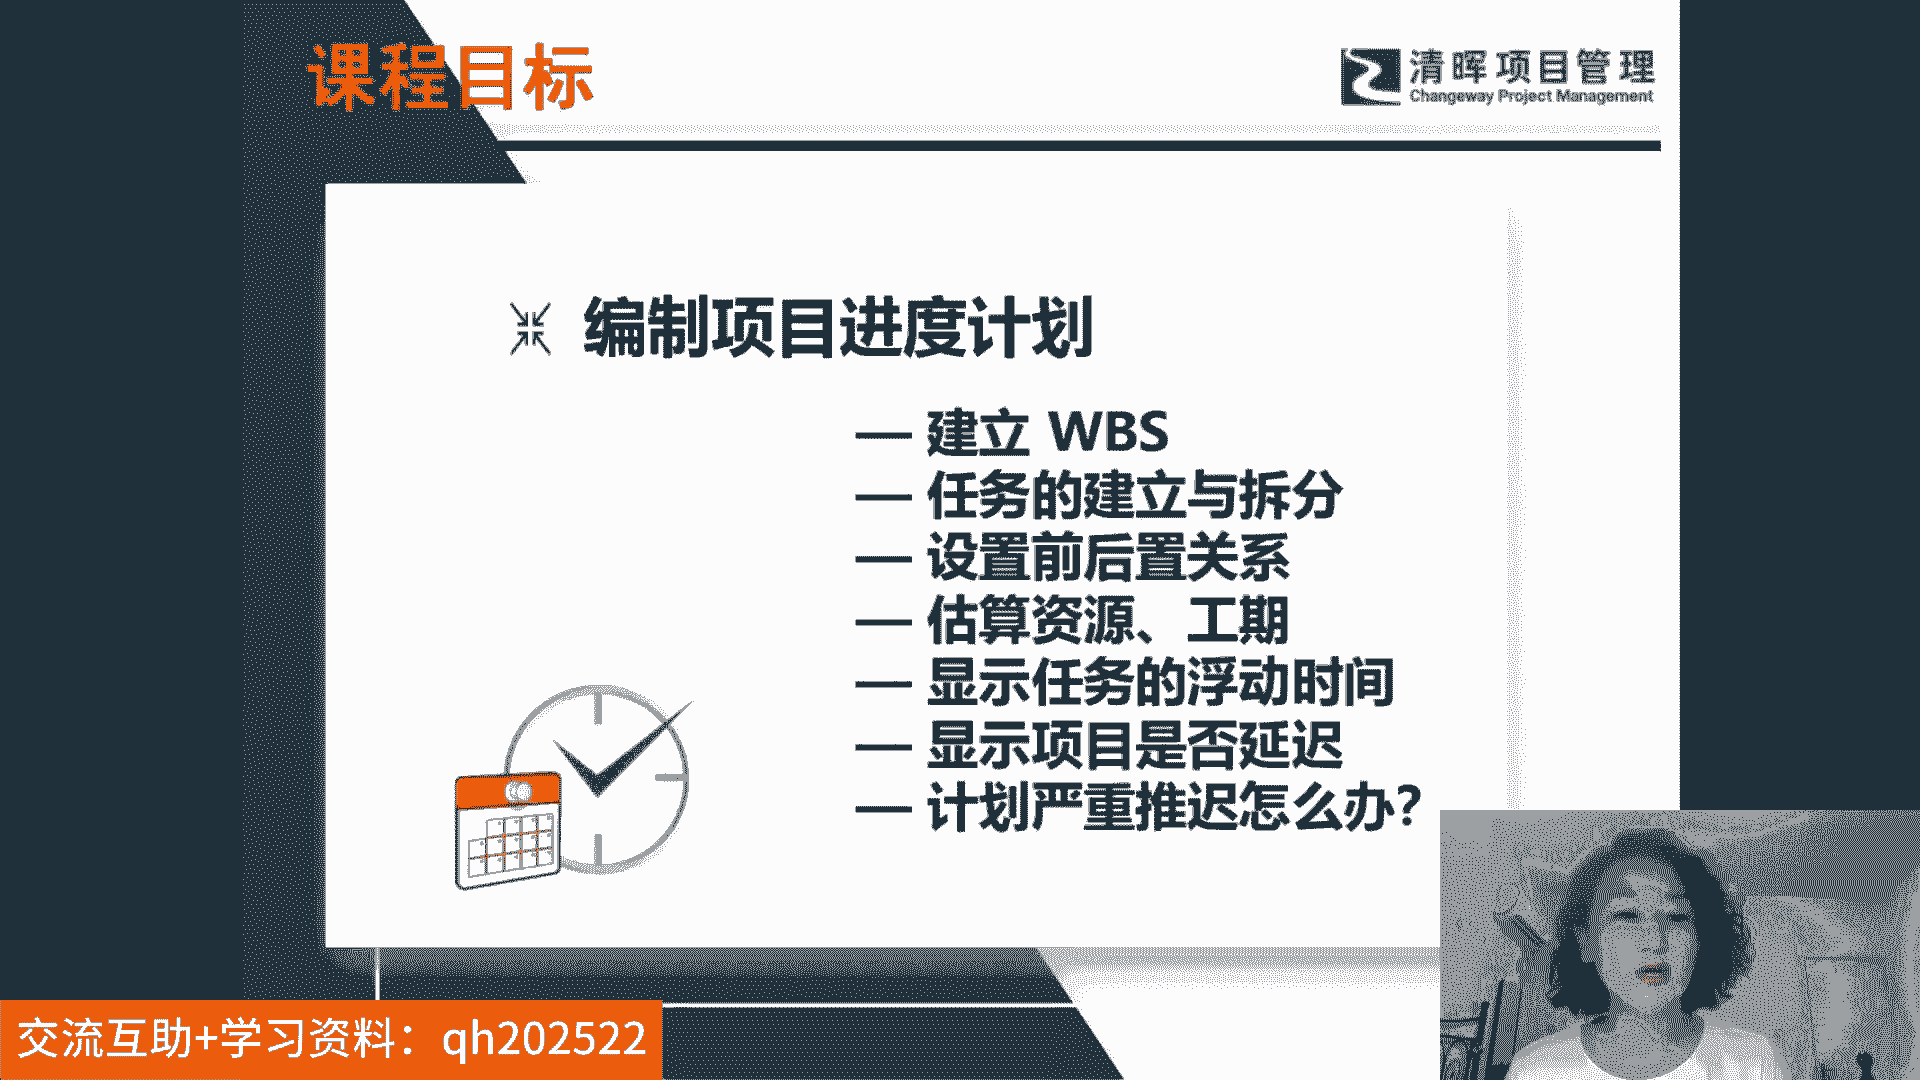 课程目标
清晖项目管理
Changeway Project Management
编制项目进度计划
— 建立 WBS
— 任务的建立与拆分
— 设置前后置关系
— 估算资源、工期
— 显示任务的浮动时间
— 显示项目是否延迟
— 计划严重推迟怎么办？
交流互助+学习资料：qh202522